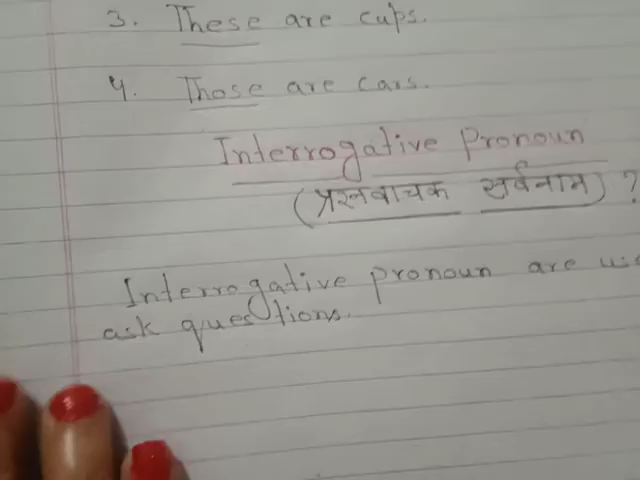 3. These are cups.
4. Those are cars.
Interrogative Pronoun
(प्रश्नवाचक सर्वनाम) ?
Interrogative pronoun are
ask questions.